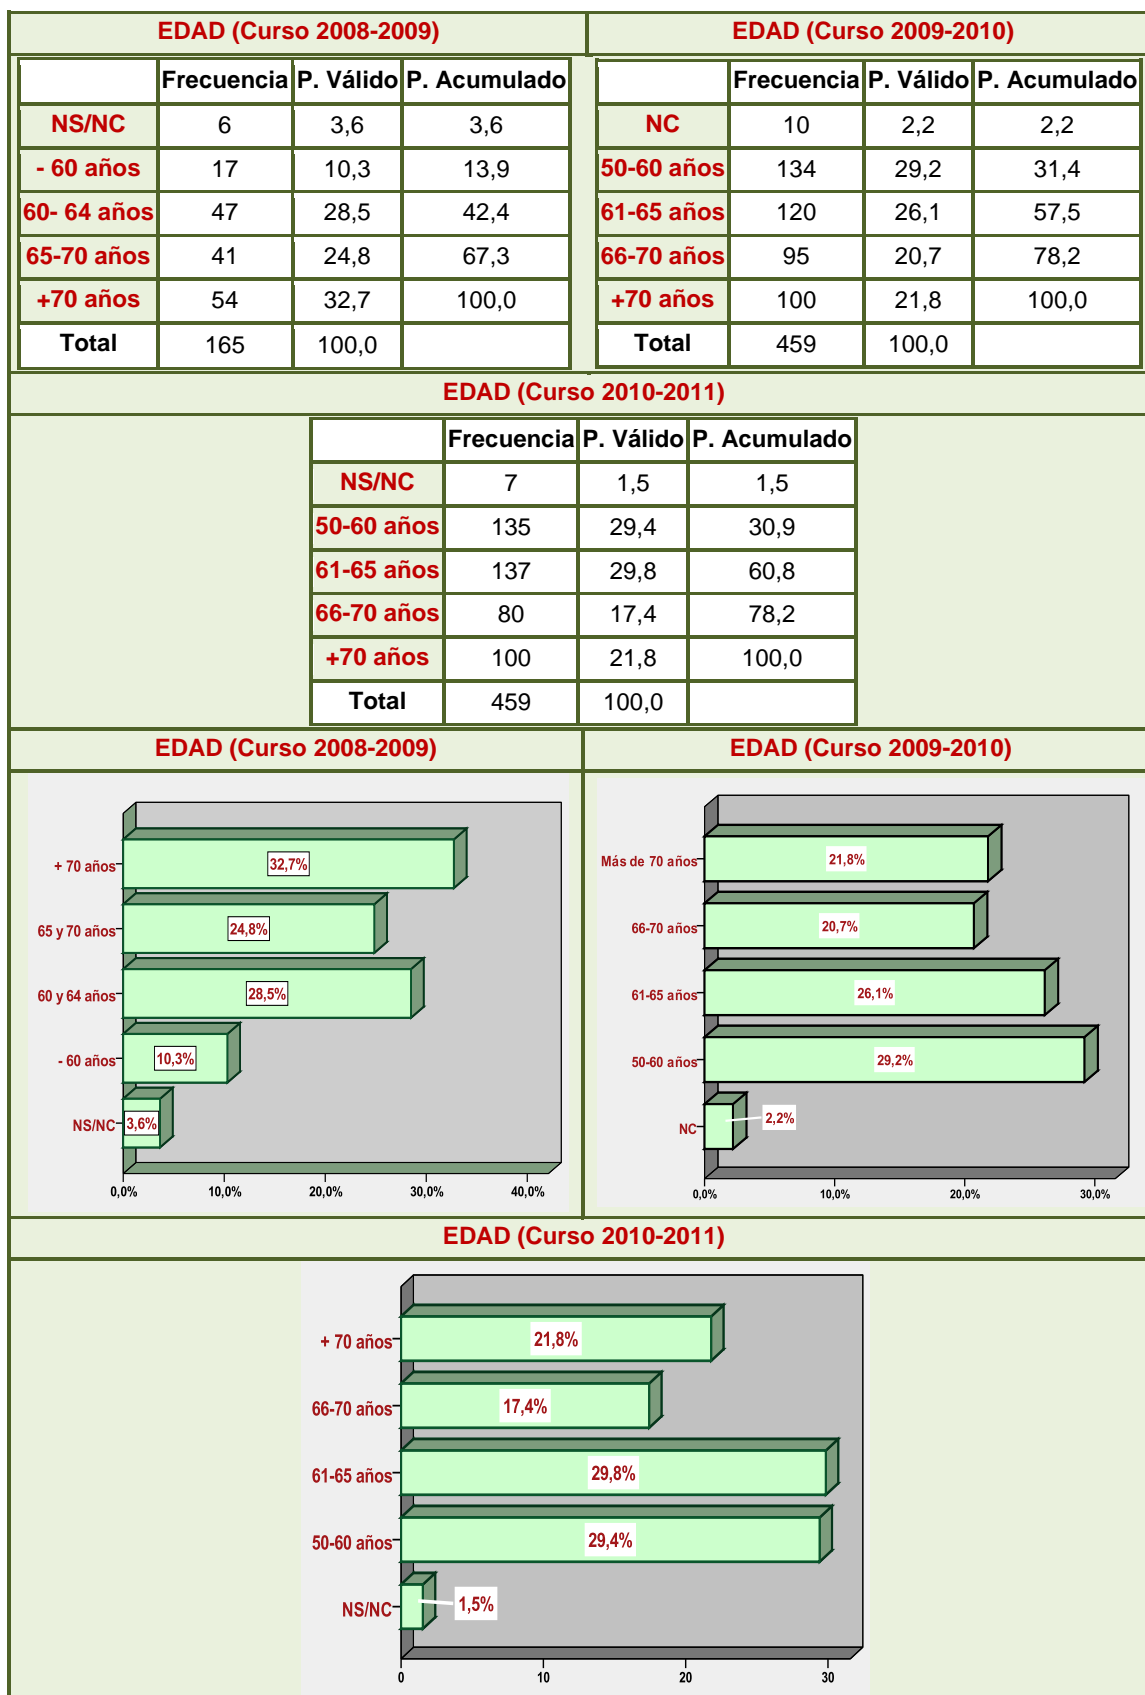 EDAD (Curso 2008-2009)
Frecuencia P. Válido P. Acumulado
NS/NC 6 3,6 3,6
- 60 años 17 10,3 13,9
60- 64 años 47 28,5 42,4
65-70 años 41 24,8 67,3
+70 años 54 32,7 100,0
Total 165 100,0
EDAD (Curso 2009-2010)
Frecuencia P. Válido P. Acumulado
NC 10 2,2 2,2
50-60 años 134 29,2 31,4
61-65 años 120 26,1 57,5
66-70 años 95 20,7 78,2
+70 años 100 21,8 100,0
Total 459 100,0
EDAD (Curso 2010-2011)
Frecuencia P. Válido P. Acumulado
NS/NC 7 1,5 1,5
50-60 años 135 29,4 30,9
61-65 años 137 29,8 60,8
66-70 años 80 17,4 78,2
+70 años 100 21,8 100,0
Total 459 100,0
EDAD (Curso 2008-2009)
+ 70 años 32,7%
65 y 70 años 24,8%
60 y 64 años 28,5%
- 60 años 10,3%
NS/NC 3,6%
0,0% 10,0% 20,0% 30,0% 40,0%
EDAD (Curso 2009-2010)
Más de 70 años 21,8%
66-70 años 20,7%
61-65 años 26,1%
50-60 años 29,2%
NC 2,2%
0,0% 10,0% 20,0% 30,0%
EDAD (Curso 2010-2011)
+ 70 años 21,8%
66-70 años 17,4%
61-65 años 29,8%
50-60 años 29,4%
NS/NC 1,5%
0 10 20 30